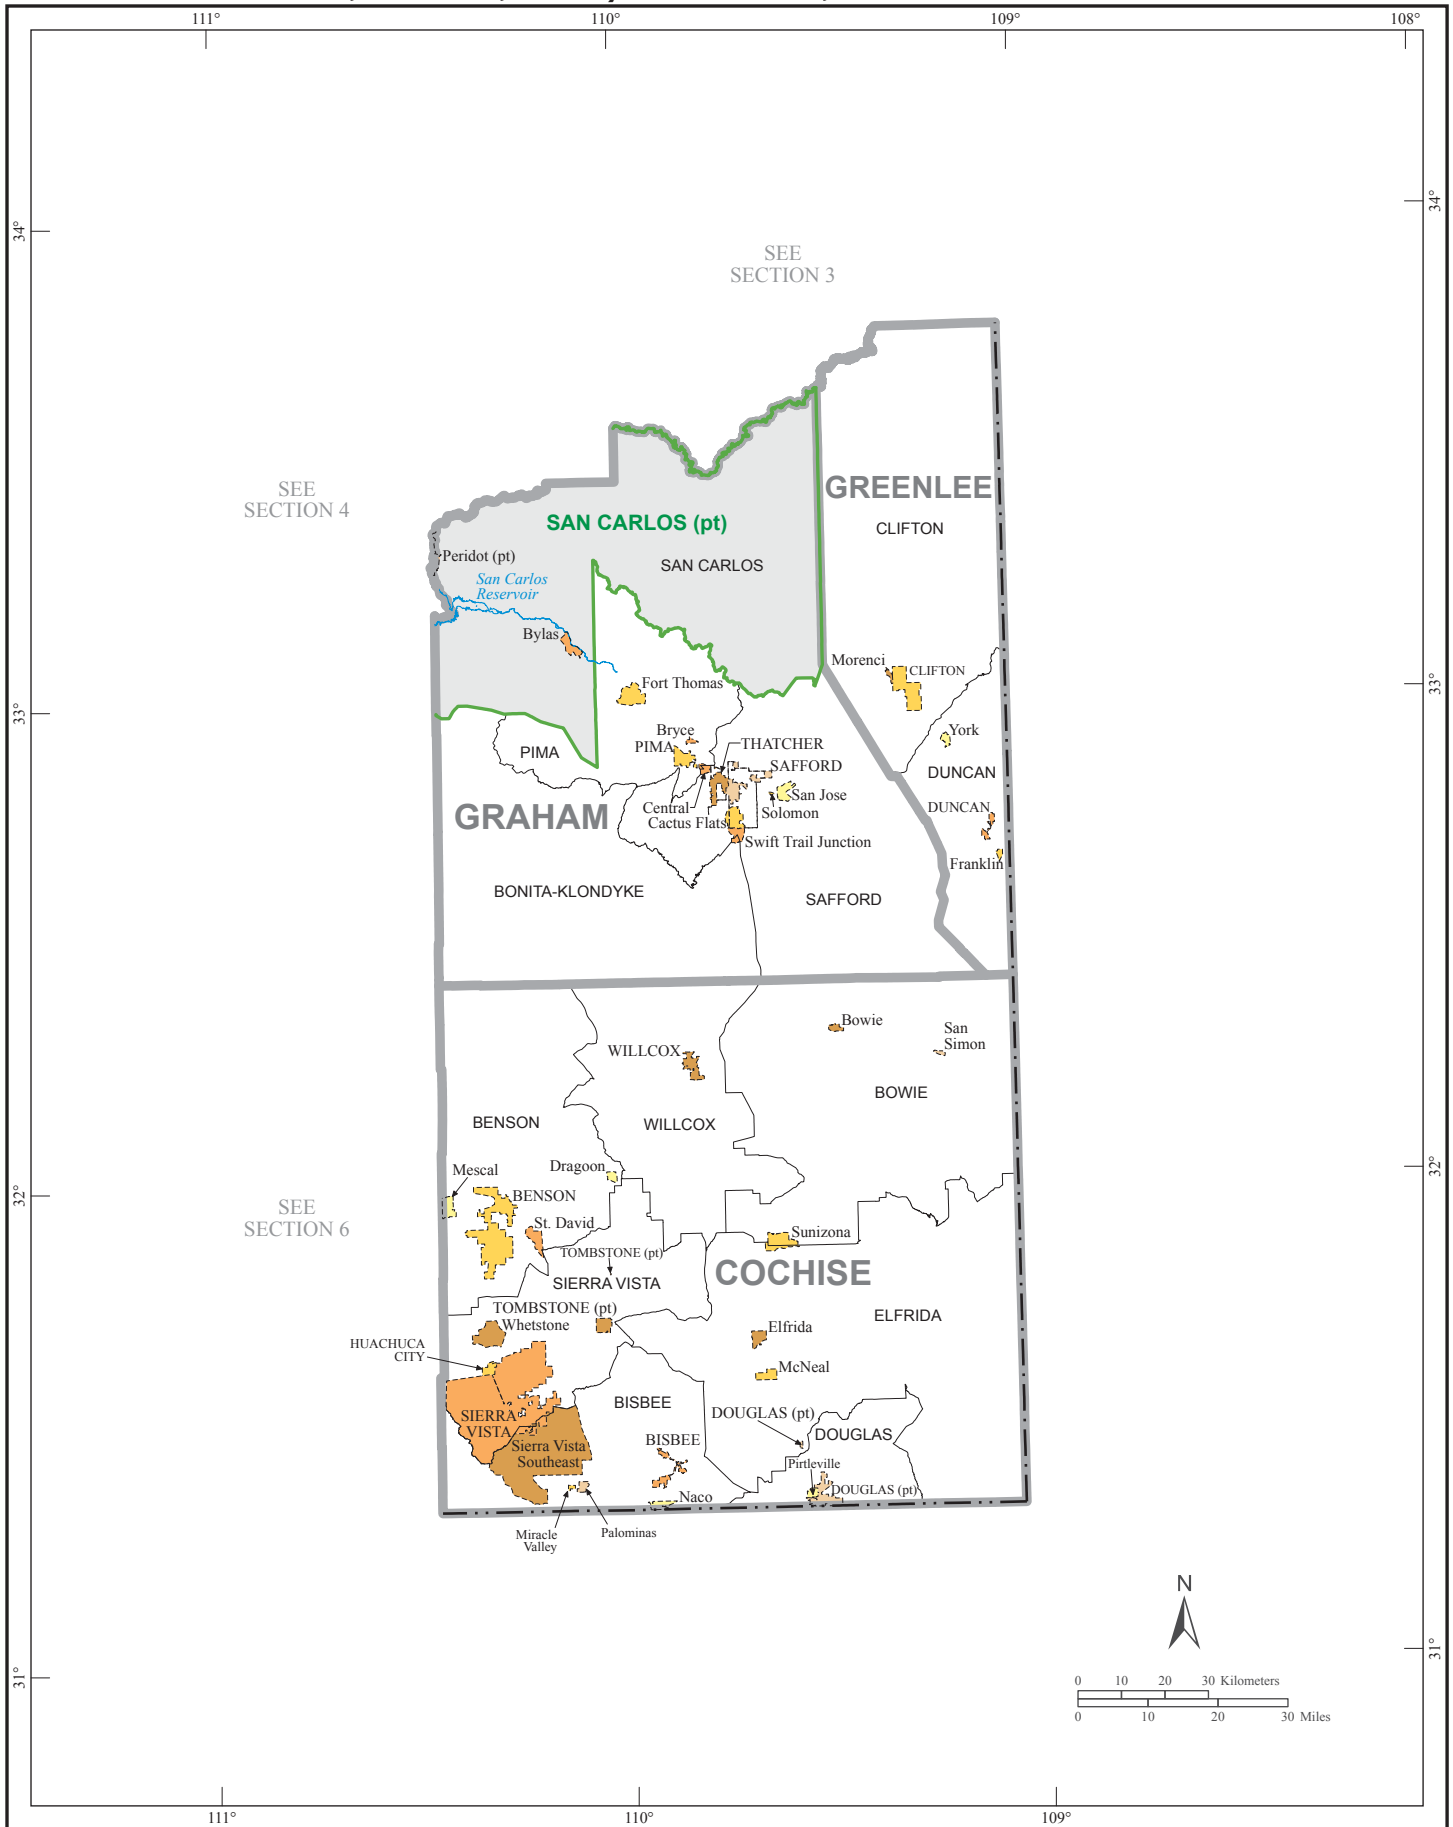 111°
110°
109°
108°
34°
34°
SEE
SECTION 3
SEE
SECTION 4
GREENLEE
CLIFTON
SAN CARLOS (pt)
SAN CARLOS
Peridot (pt)
San Carlos
Reservoir
Bylas
Morenci
CLIFTON
Fort Thomas
33°
33°
Bryce
PIMA
PIMA
THATCHER
SAFFORD
York
DUNCAN
San Jose
Solomon
Central
Cactus Flats
GRAHAM
DUNCAN
Swift Trail Junction
Franklin
BONITA-KLONDYKE
SAFFORD
Bowie
San
Simon
WILLCOX
BOWIE
BENSON
WILLCOX
Mescal
Dragoon
32°
32°
BENSON
SEE
SECTION 6
St. David
Sunizona
TOMBSTONE (pt)
SIERRA VISTA
COCHISE
TOMBSTONE (pt)
Whetstone
ELFRIDA
Elfrida
HUACHUCA
CITY
McNeal
BISBEE
SIERRA
VISTA
DOUGLAS (pt)
DOUGLAS
Sierra Vista
Southeast
BISBEE
Pirtleville
DOUGLAS (pt)
Naco
Miracle
Valley
Palominas
N
31°
31°
0 10 20 30 Kilometers
0 10 20 30 Miles
111°
110°
109°